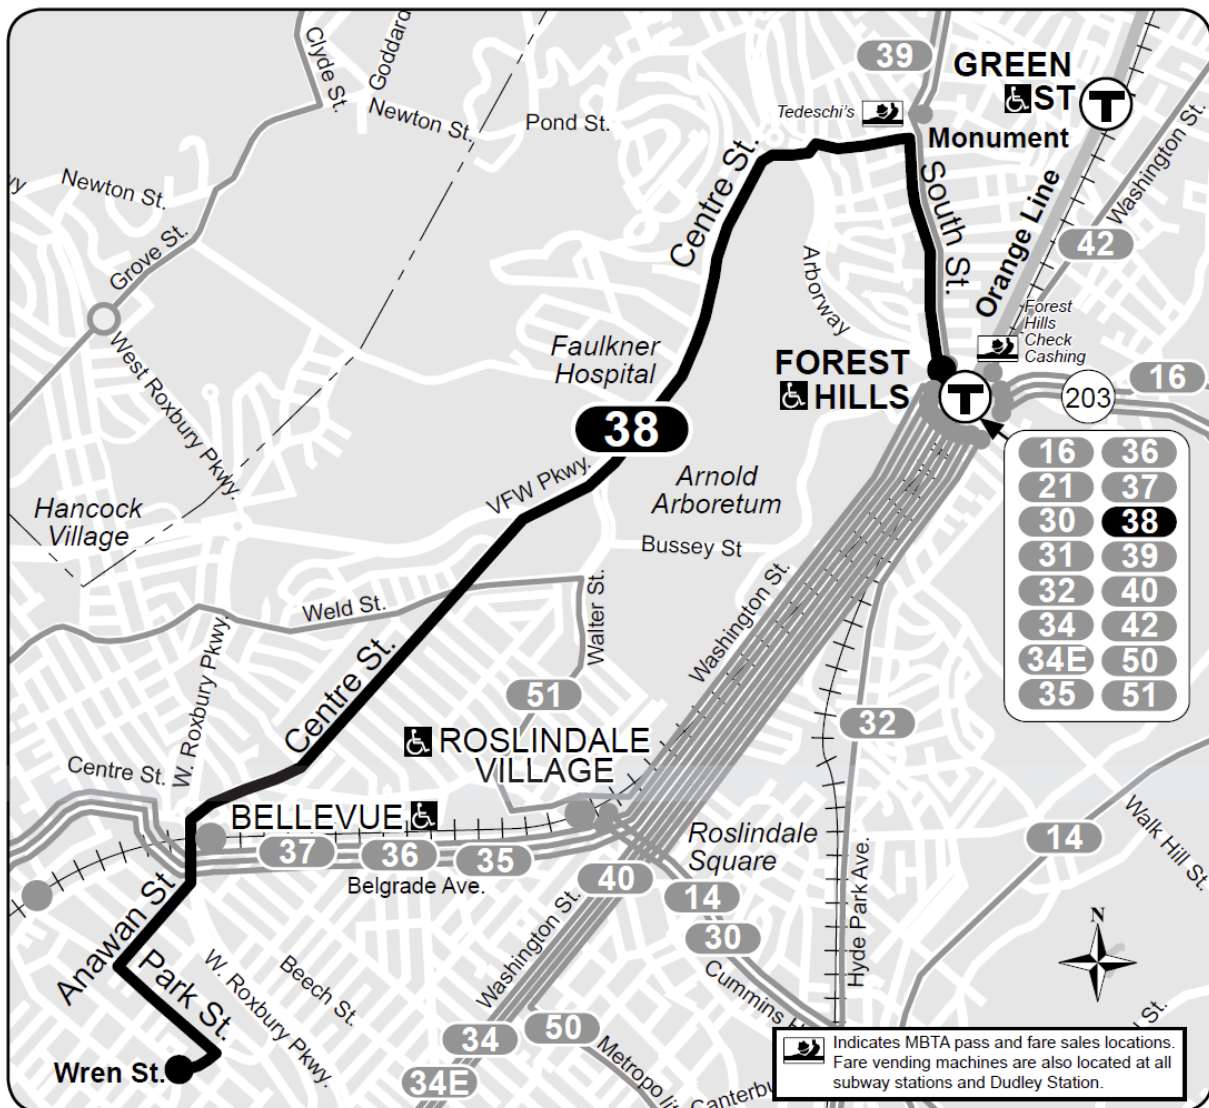 Clyde St.
Goddard
Newton St.
Pond St.
39
GREEN
ST
T
Tedeschi's
Monument
Washington St.
Newton St.
Grove St.
Centre St.
South St.
Orange Line
42
Arborway
Forest
Hills
Check
Cashing
West Roxbury Pkwy.
Faulkner
Hospital
FOREST
HILLS
T
203
16
38
16 36
21 37
30 38
31 39
32 40
34 42
34E 50
35 51
VFW Pkwy.
Arnold
Arboretum
Hancock
Village
Bussey St
Weld St.
Walter St.
Washington St.
W. Roxbury Pkwy.
Centre St.
51
32
ROSLINDALE
VILLAGE
Centre St.
BELLEVUE
37
36
35
Belgrade Ave.
Roslindale
Square
14
Walk Hill St.
40
14
30
Hyde Park Ave.
Anawan St
Park St.
W. Roxbury Pkwy.
Beech St.
Washington St.
Cummins H
N
34
50
34E
Metropolit
Canterbu
St.
Wren St.
Indicates MBTA pass and fare sales locations.
Fare vending machines are also located at all
subway stations and Dudley Station.